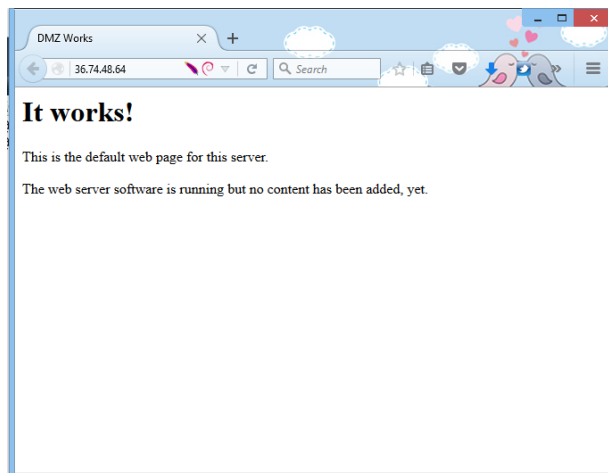 DMZ Works
36.74.48.64
Search
It works!
This is the default web page for this server.
The web server software is running but no content has been added, yet.